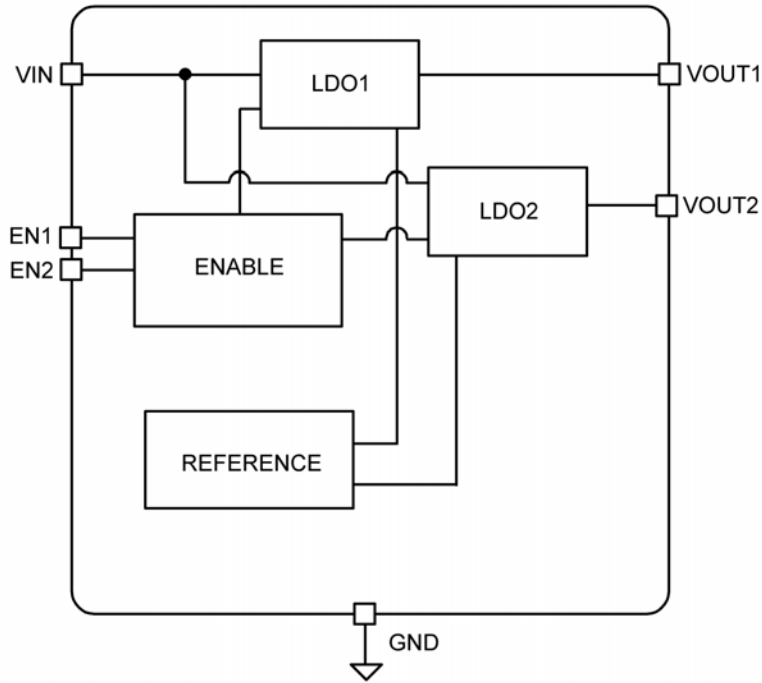 VIN
LDO1
VOUT1
LDO2
VOUT2
EN1
EN2
ENABLE
REFERENCE
GND